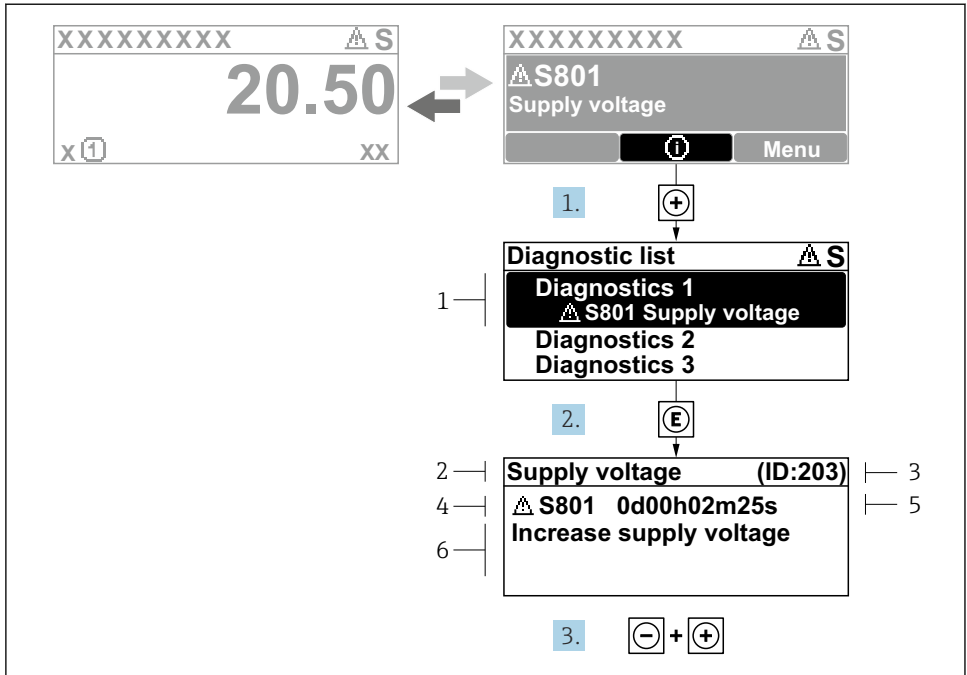 XXXXXXXXX ⚠ S
20.50
X ① XX
XXXXXXXXX ⚠ S
⚠ S801
Supply voltage
ⓘ Menu
1. +
Diagnostic list ⚠ S
1
Diagnostics 1
⚠ S801 Supply voltage
Diagnostics 2
Diagnostics 3
2. E
2 Supply voltage (ID:203) 3
4 ⚠ S801 0d00h02m25s 5
6 Increase supply voltage
3. - + +